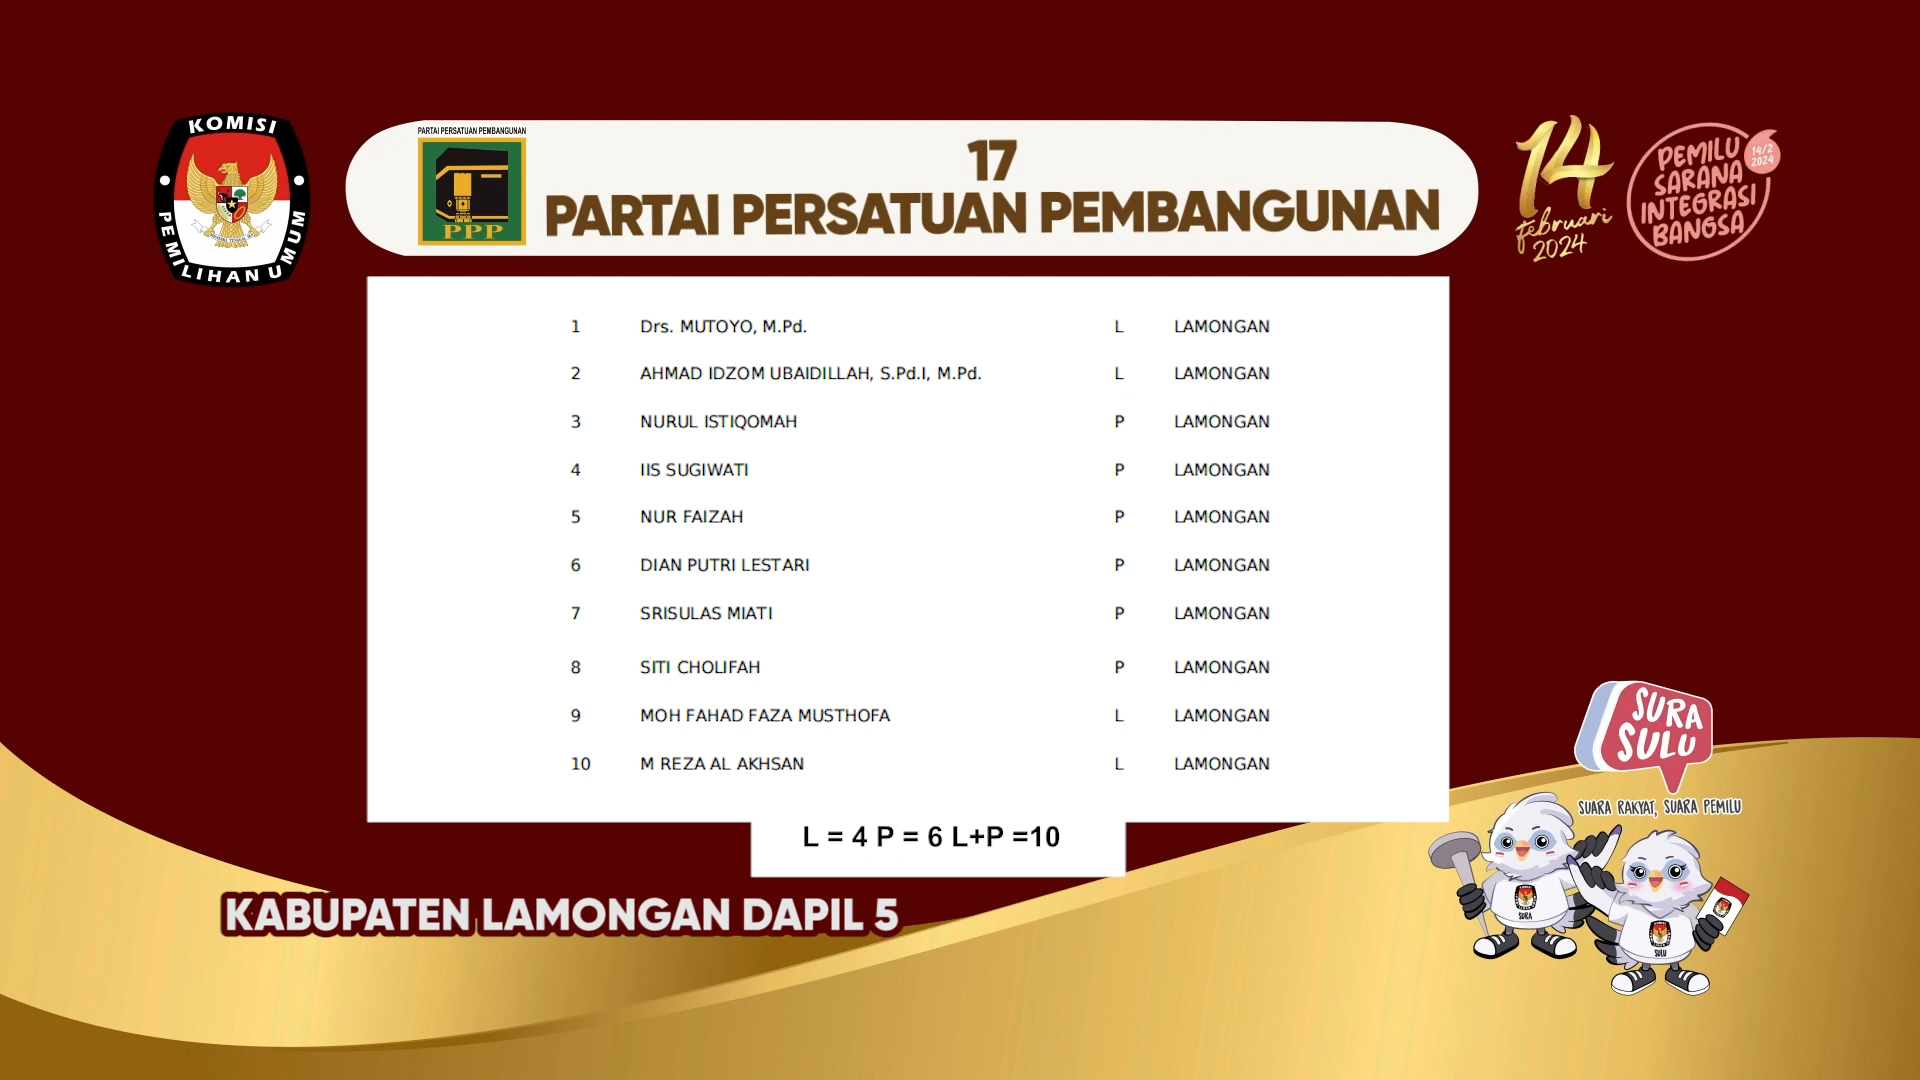 KOMISI
PEMILIHAN UMUM
PARTAI PERSATUAN PEMBANGUNAN
PPP
17
PARTAI PERSATUAN PEMBANGUNAN
14
februari
2024
PEMILU
SARANA
INTEGRASI
BANGSA
14/2
2024
1 Drs. MUTOYO, M.Pd. L LAMONGAN
2 AHMAD IDZOM UBAIDILLAH, S.Pd.I, M.Pd. L LAMONGAN
3 NURUL ISTIQOMAH P LAMONGAN
4 IIS SUGIWATI P LAMONGAN
5 NUR FAIZAH P LAMONGAN
6 DIAN PUTRI LESTARI P LAMONGAN
7 SRISULAS MIATI P LAMONGAN
8 SITI CHOLIFAH P LAMONGAN
9 MOH FAHAD FAZA MUSTHOFA L LAMONGAN
10 M REZA AL AKHSAN L LAMONGAN
L = 4 P = 6 L+P =10
KABUPATEN LAMONGAN DAPIL 5
SURA
SULU
SUARA RAKYAT, SUARA PEMILU
SURA
SULU